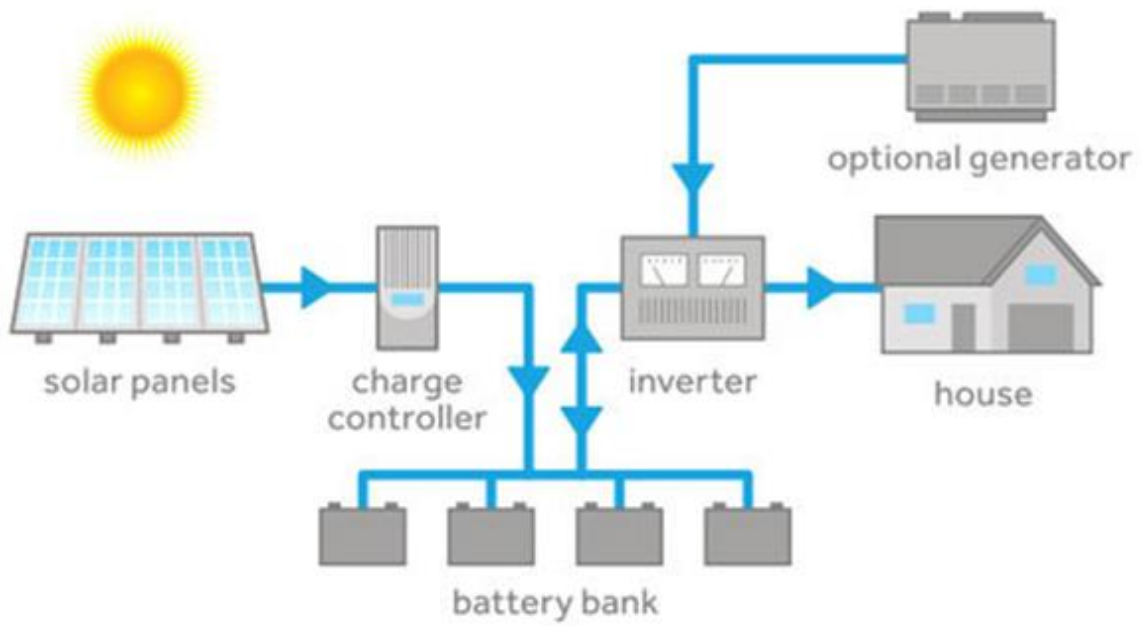 optional generator
solar panels
charge
controller
inverter
house
battery bank